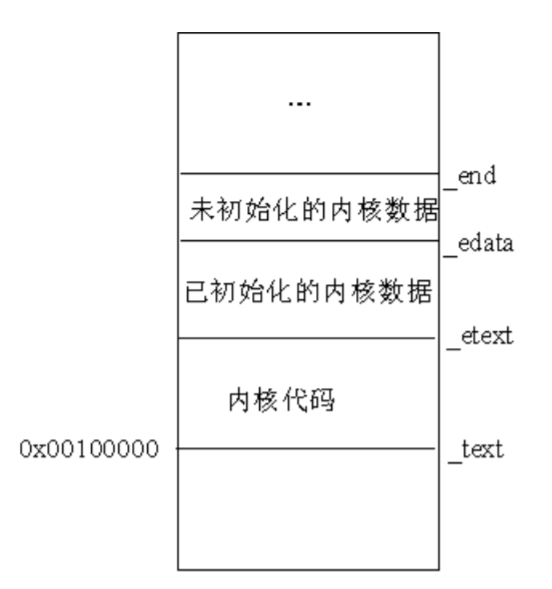 ...
_end
未初始化的内核数据
_edata
已初始化的内核数据
_etext
内核代码
0x00100000
_text